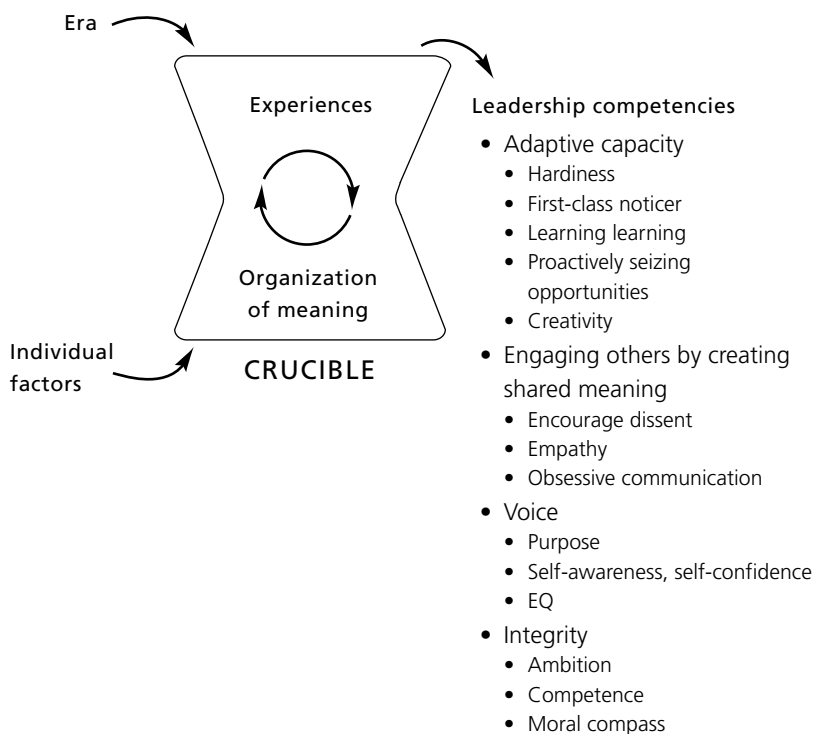 Era
Experiences
Organization
of meaning
Individual
factors
CRUCIBLE
Leadership competencies
• Adaptive capacity
• Hardiness
• First-class noticer
• Learning learning
• Proactively seizing
opportunities
• Creativity
• Engaging others by creating
shared meaning
• Encourage dissent
• Empathy
• Obsessive communication
• Voice
• Purpose
• Self-awareness, self-confidence
• EQ
• Integrity
• Ambition
• Competence
• Moral compass